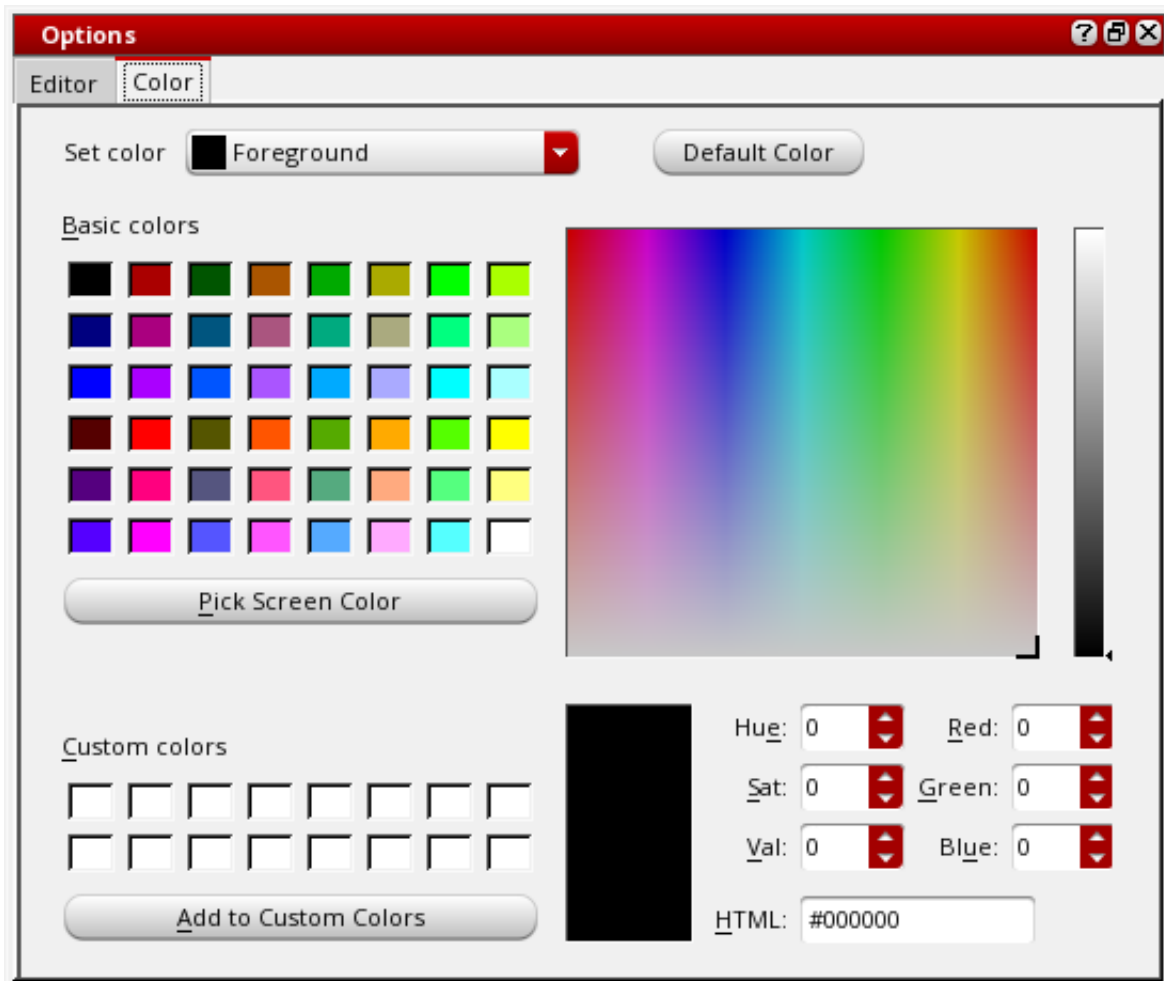 Options
Editor Color
Set color Foreground Default Color
Basic colors
Pick Screen Color
Custom colors
Add to Custom Colors
Hue: 0 Red: 0
Sat: 0 Green: 0
Val: 0 Blue: 0
HTML: #000000